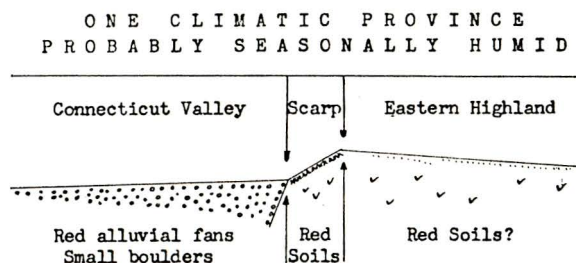 ONE CLIMATIC PROVINCE
PROBABLY SEASONALLY HUMID
Connecticut Valley
Scarp
Eastern Highland
Red alluvial fans
Small boulders
Red
Soils
Red Soils?